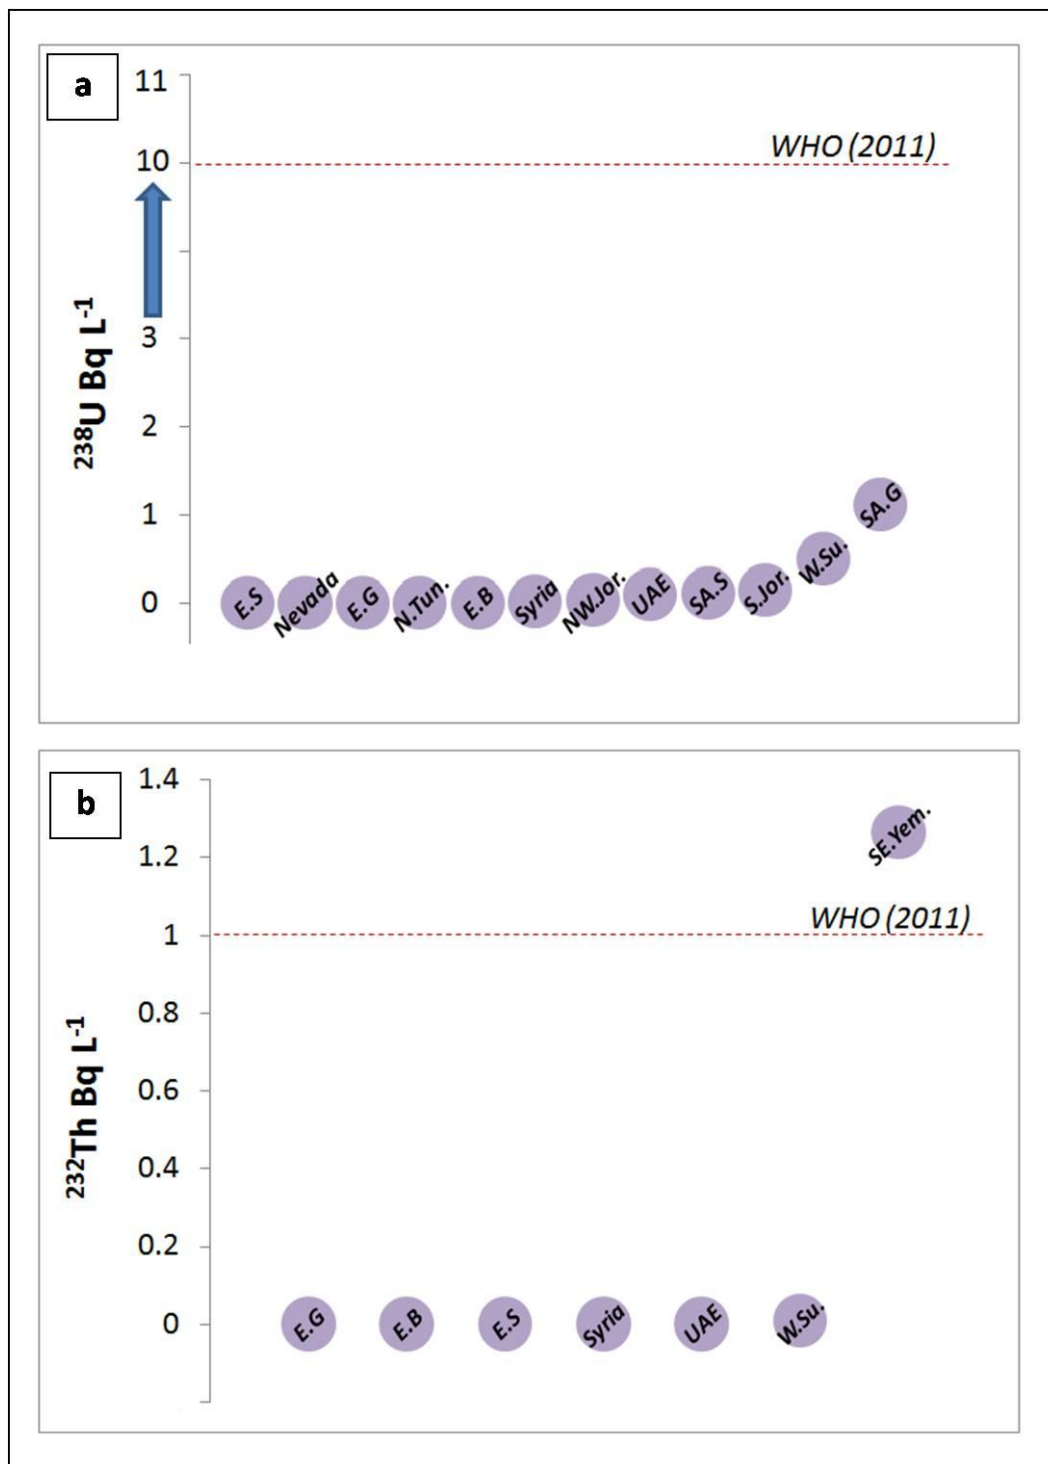 a
11
10
WHO (2011)
3
2
1
0
²³⁸U Bq L⁻¹
E.S
Nevada
E.G
N.Tun.
E.B
Syria
NW.Jor.
UAE
SA.S
S.Jor.
W.Su.
SA.G
b
1.4
1.2
1
0.8
0.6
0.4
0.2
0
²³²Th Bq L⁻¹
WHO (2011)
E.G
E.B
E.S
Syria
UAE
W.Su.
SE.Yem.